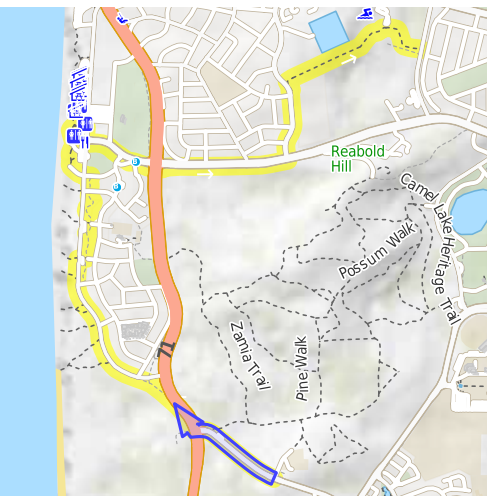 Reabold
Hill
Camel Lake Heritage Trail
Possum Walk
Zamia Trail
Pine Walk
71